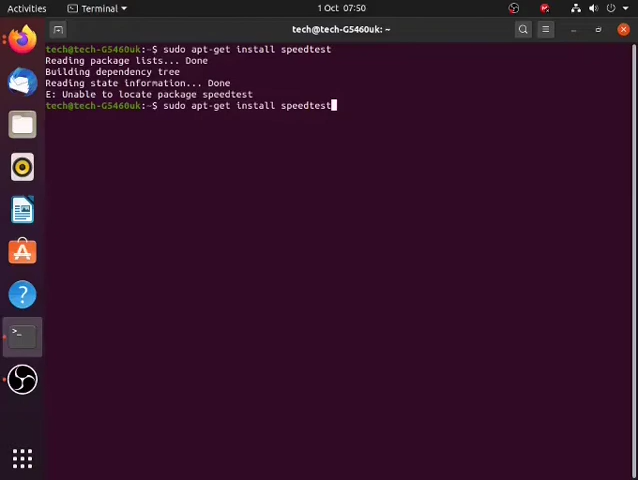 Activities Terminal 1 Oct 07:50
tech@tech-G5460uk: ~
tech@tech-G5460uk:~$ sudo apt-get install speedtest
Reading package lists... Done
Building dependency tree
Reading state information... Done
E: Unable to locate package speedtest
tech@tech-G5460uk:~$ sudo apt-get install speedtest